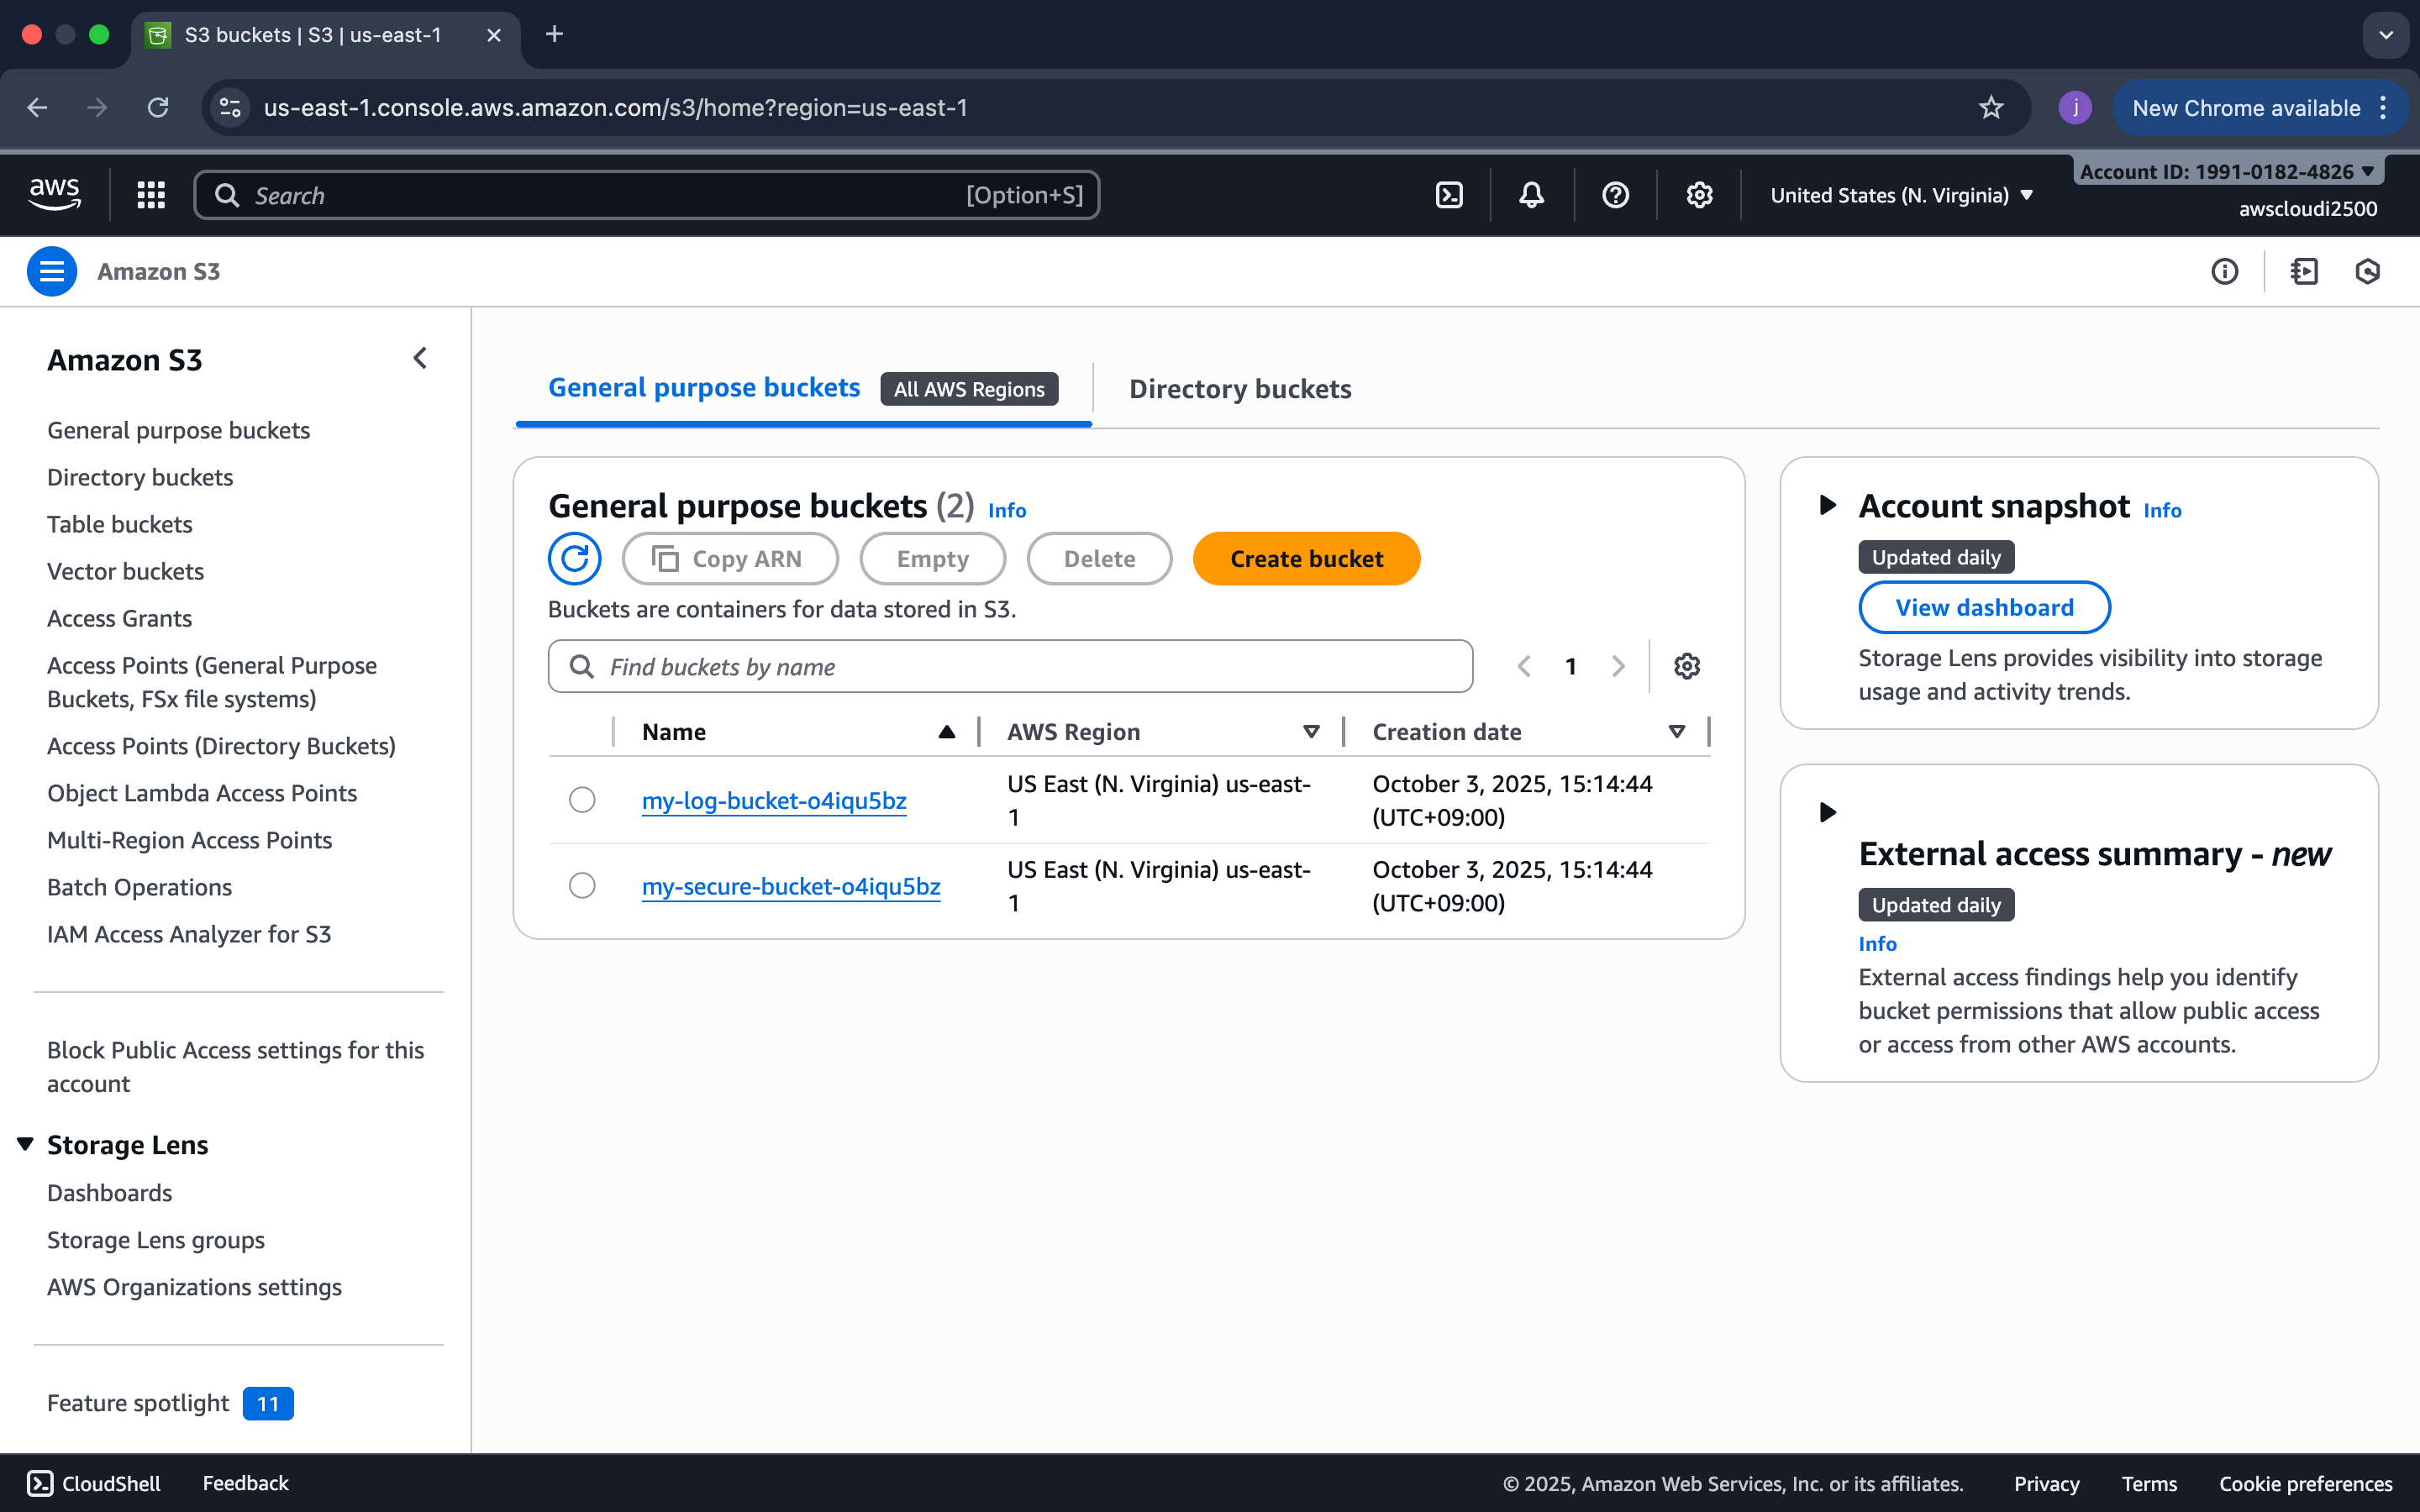 S3 buckets | S3 | us-east-1
us-east-1.console.aws.amazon.com/s3/home?region=us-east-1
j
New Chrome available
aws
Search
[Option+S]
United States (N. Virginia)
Account ID: 1991-0182-4826
awscloudi2500
Amazon S3
Amazon S3
General purpose buckets
Directory buckets
Table buckets
Vector buckets
Access Grants
Access Points (General Purpose
Buckets, FSx file systems)
Access Points (Directory Buckets)
Object Lambda Access Points
Multi-Region Access Points
Batch Operations
IAM Access Analyzer for S3
Block Public Access settings for this
account
Storage Lens
Dashboards
Storage Lens groups
AWS Organizations settings
Feature spotlight 11
General purpose buckets All AWS Regions
Directory buckets
General purpose buckets (2) Info
Copy ARN
Empty
Delete
Create bucket
Buckets are containers for data stored in S3.
Find buckets by name
1
Name
AWS Region
Creation date
my-log-bucket-o4iqu5bz
US East (N. Virginia) us-east-
1
October 3, 2025, 15:14:44
(UTC+09:00)
my-secure-bucket-o4iqu5bz
US East (N. Virginia) us-east-
1
October 3, 2025, 15:14:44
(UTC+09:00)
Account snapshot Info
Updated daily
View dashboard
Storage Lens provides visibility into storage
usage and activity trends.
External access summary - new
Updated daily
Info
External access findings help you identify
bucket permissions that allow public access
or access from other AWS accounts.
CloudShell
Feedback
© 2025, Amazon Web Services, Inc. or its affiliates.
Privacy
Terms
Cookie preferences